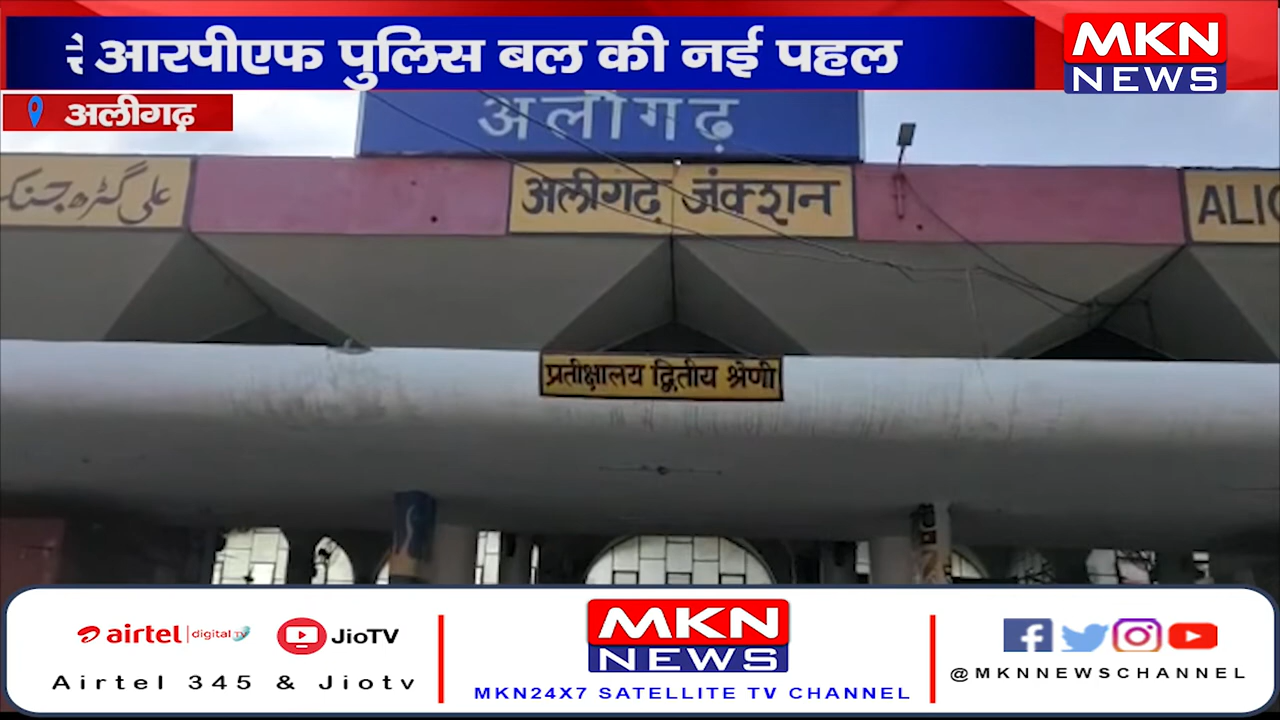 आरपीएफ पुलिस बल की नई पहल
MKN
NEWS
अलीगढ़
अलीगढ़
علی گڑھ جنک
अलीगढ़ जंक्शन
ALIG
प्रतीक्षालय द्वितीय श्रेणी
airtel digital TV
JioTV
Airtel 345 & Jiotv
MKN
NEWS
MKN24X7 SATELLITE TV CHANNEL
@MKNNEWSCHANNEL